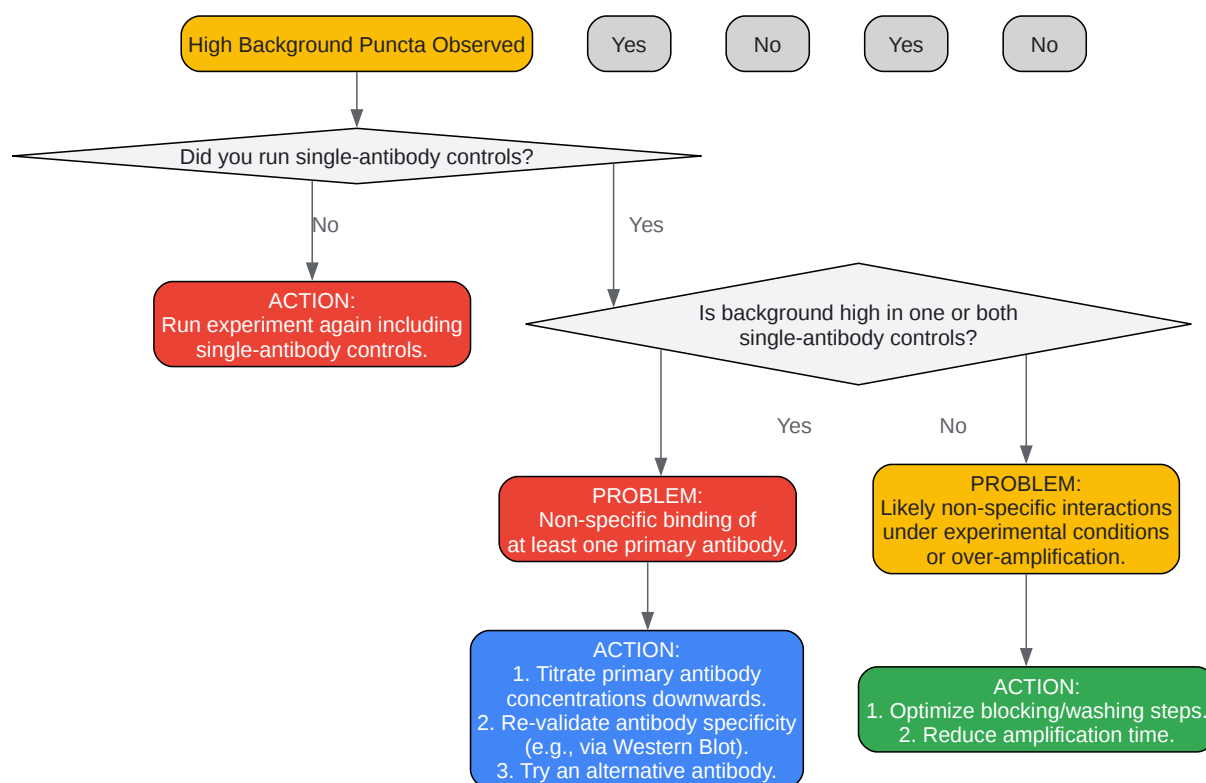 High Background Puncta Observed
Yes
No
Yes
No
Did you run single-antibody controls?
No
Yes
ACTION:
Run experiment again including
single-antibody controls.
Is background high in one or both
single-antibody controls?
Yes
No
PROBLEM:
Non-specific binding of
at least one primary antibody.
PROBLEM:
Likely non-specific interactions
under experimental conditions
or over-amplification.
ACTION:
1. Titrate primary antibody
concentrations downwards.
2. Re-validate antibody specificity
(e.g., via Western Blot).
3. Try an alternative antibody.
ACTION:
1. Optimize blocking/washing steps.
2. Reduce amplification time.